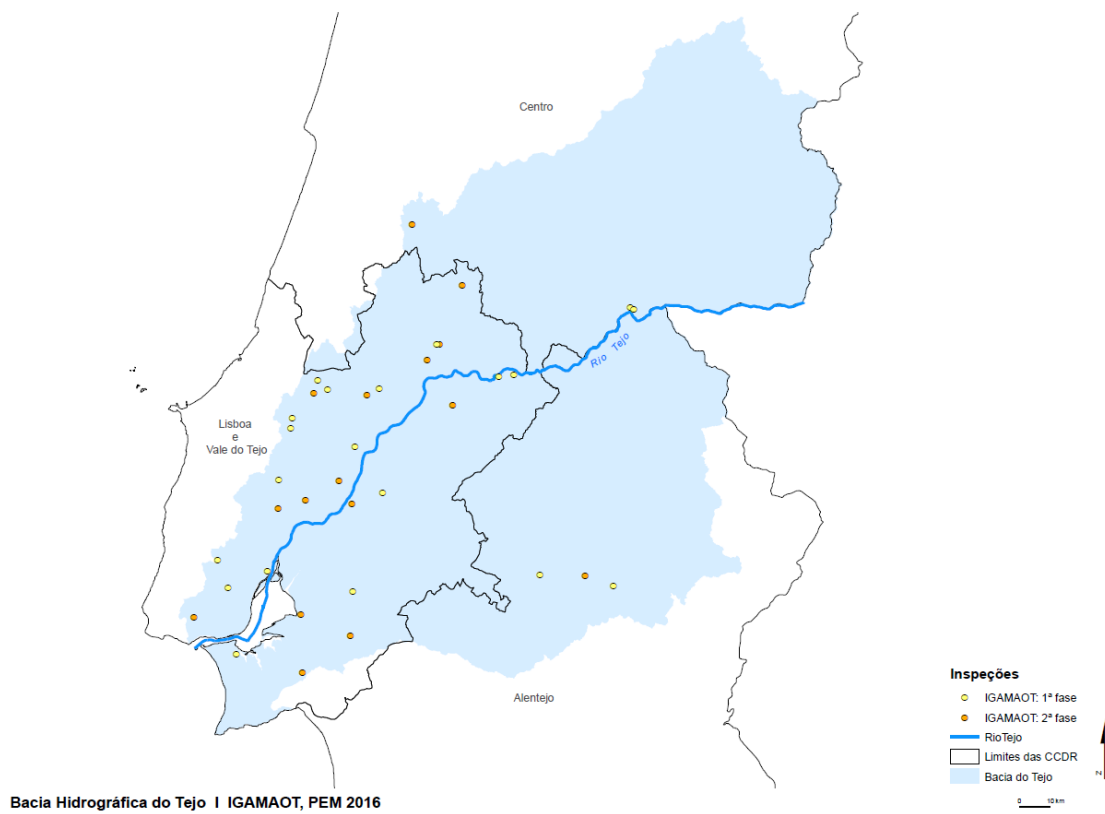 Centro
Rio Tejo
Lisboa
e
Vale do Tejo
Alentejo
Inspeções
IGAMAOT: 1ª fase
IGAMAOT: 2ª fase
RioTejo
Limites das CCDR
Bacia do Tejo
N
0 10 km
Bacia Hidrográfica do Tejo I IGAMAOT, PEM 2016